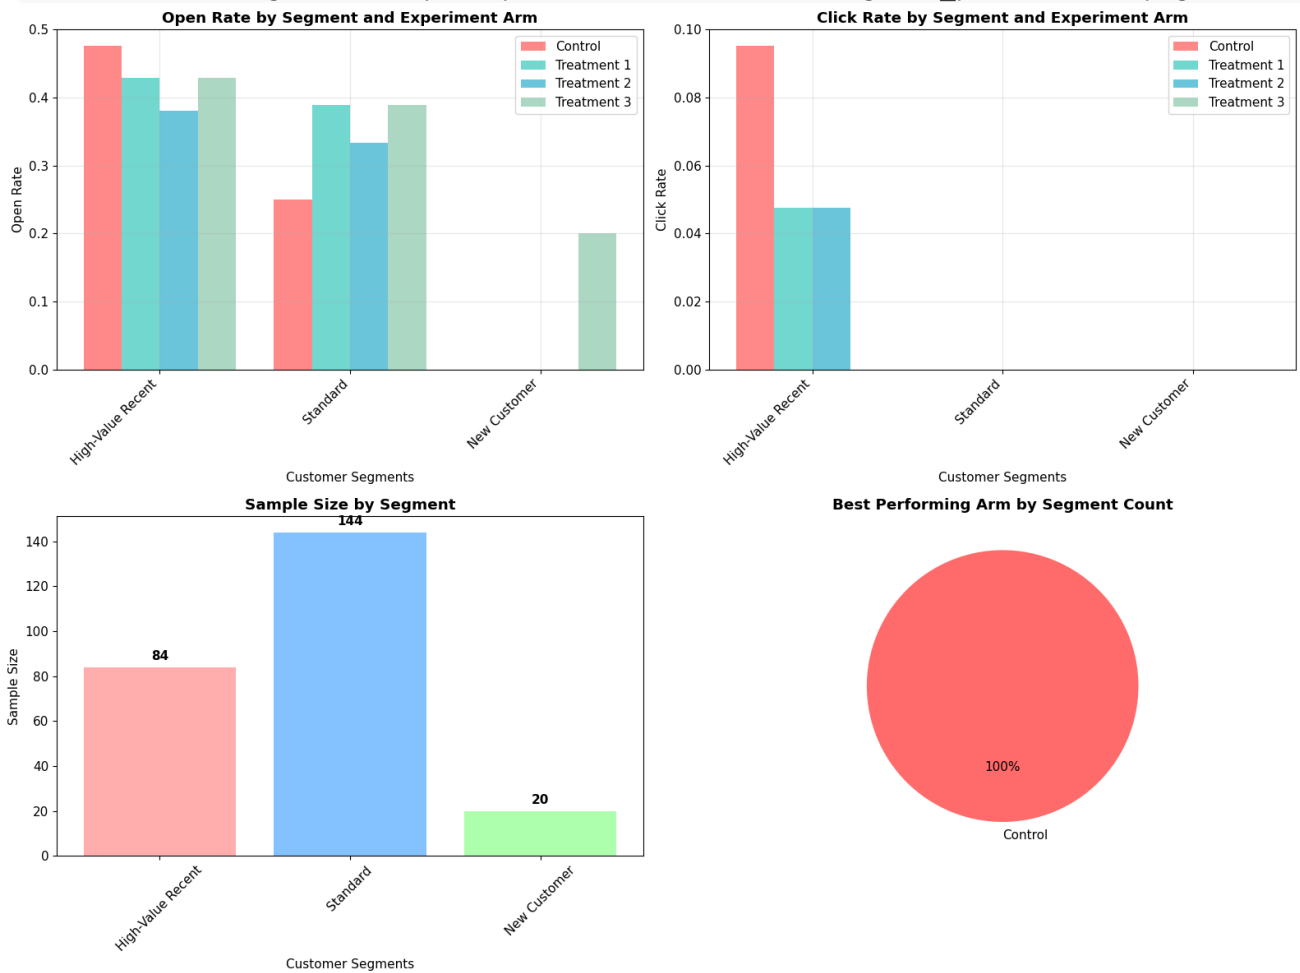 Open Rate by Segment and Experiment Arm
0.5
0.4
0.3
0.2
0.1
0.0
Open Rate
Control
Treatment 1
Treatment 2
Treatment 3
High-Value Recent
Standard
New Customer
Customer Segments
Click Rate by Segment and Experiment Arm
0.10
0.08
0.06
0.04
0.02
0.00
Click Rate
Control
Treatment 1
Treatment 2
Treatment 3
High-Value Recent
Standard
New Customer
Customer Segments
Sample Size by Segment
140
120
100
80
60
40
20
0
Sample Size
84
144
20
High-Value Recent
Standard
New Customer
Customer Segments
Best Performing Arm by Segment Count
100%
Control